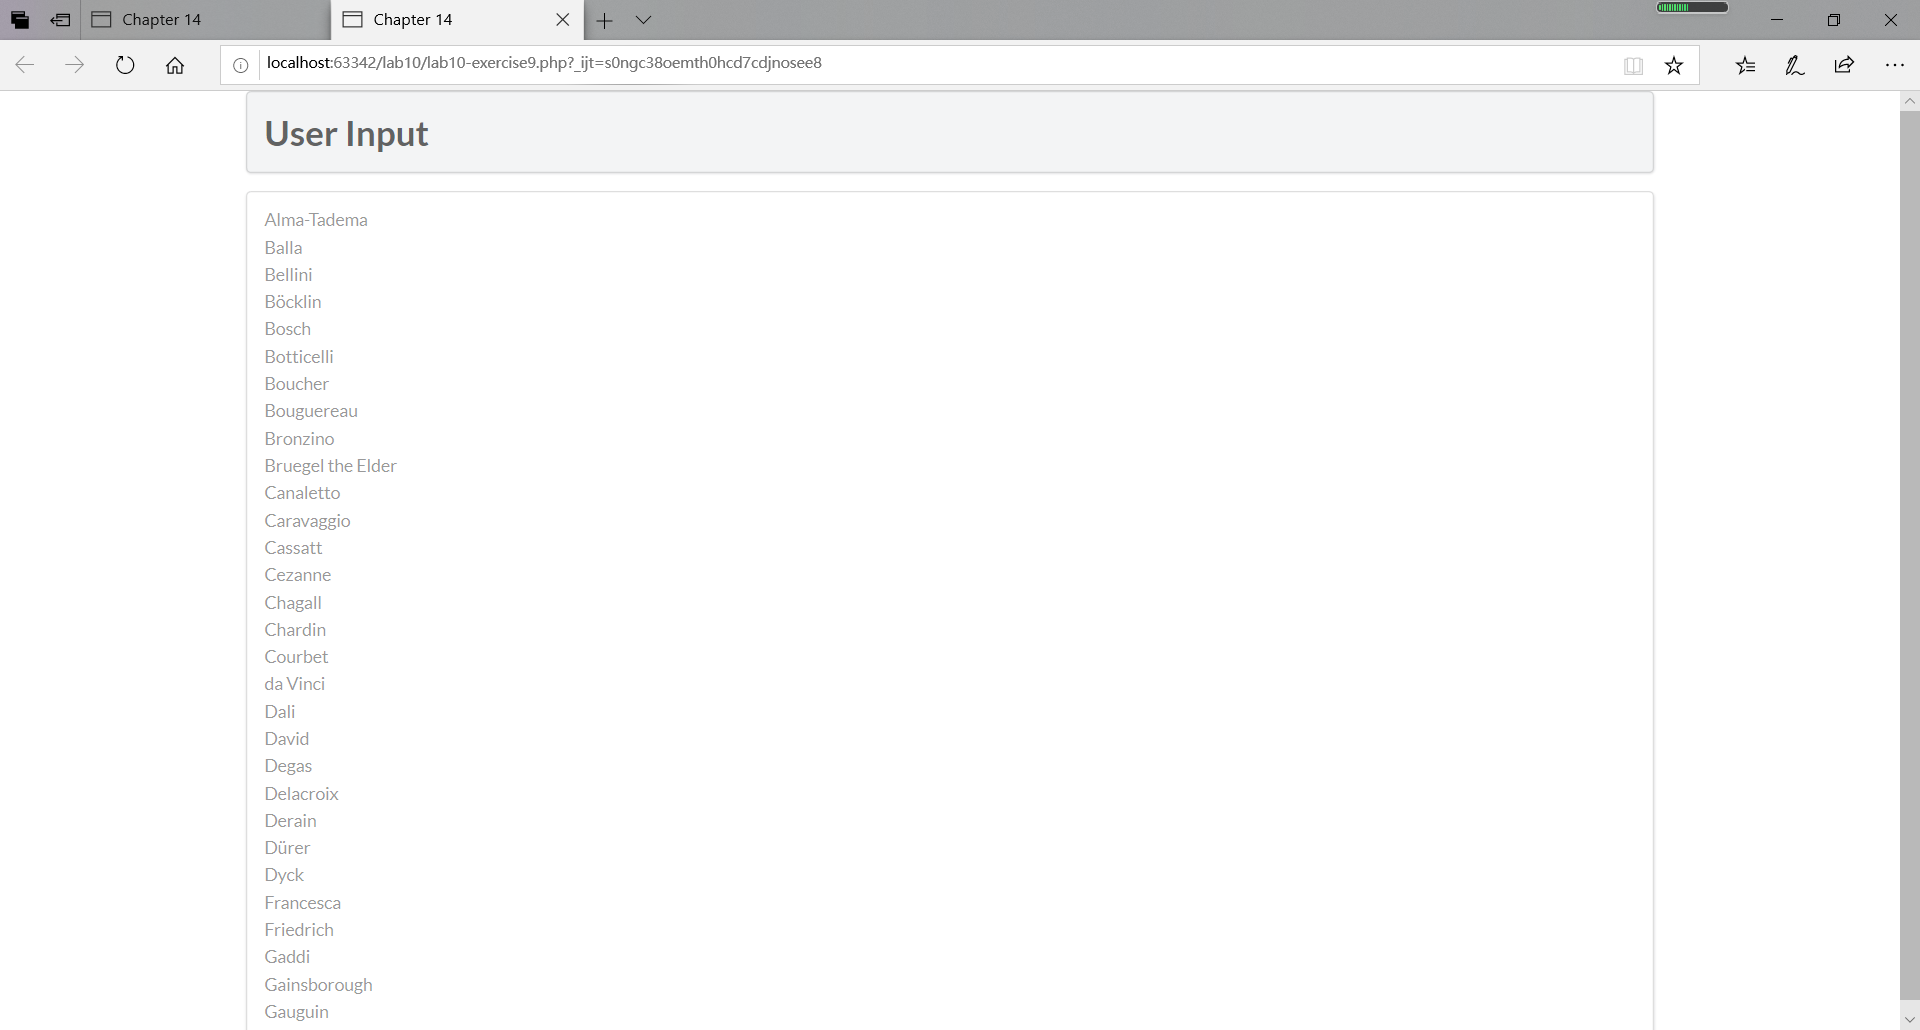 Chapter 14
Chapter 14
localhost:63342/lab10/lab10-exercise9.php?_ijt=s0ngc38oemth0hcd7cdjnosee8
User Input
Alma-Tadema
Balla
Bellini
Böcklin
Bosch
Botticelli
Boucher
Bouguereau
Bronzino
Bruegel the Elder
Canaletto
Caravaggio
Cassatt
Cezanne
Chagall
Chardin
Courbet
da Vinci
Dali
David
Degas
Delacroix
Derain
Dürer
Dyck
Francesca
Friedrich
Gaddi
Gainsborough
Gauguin